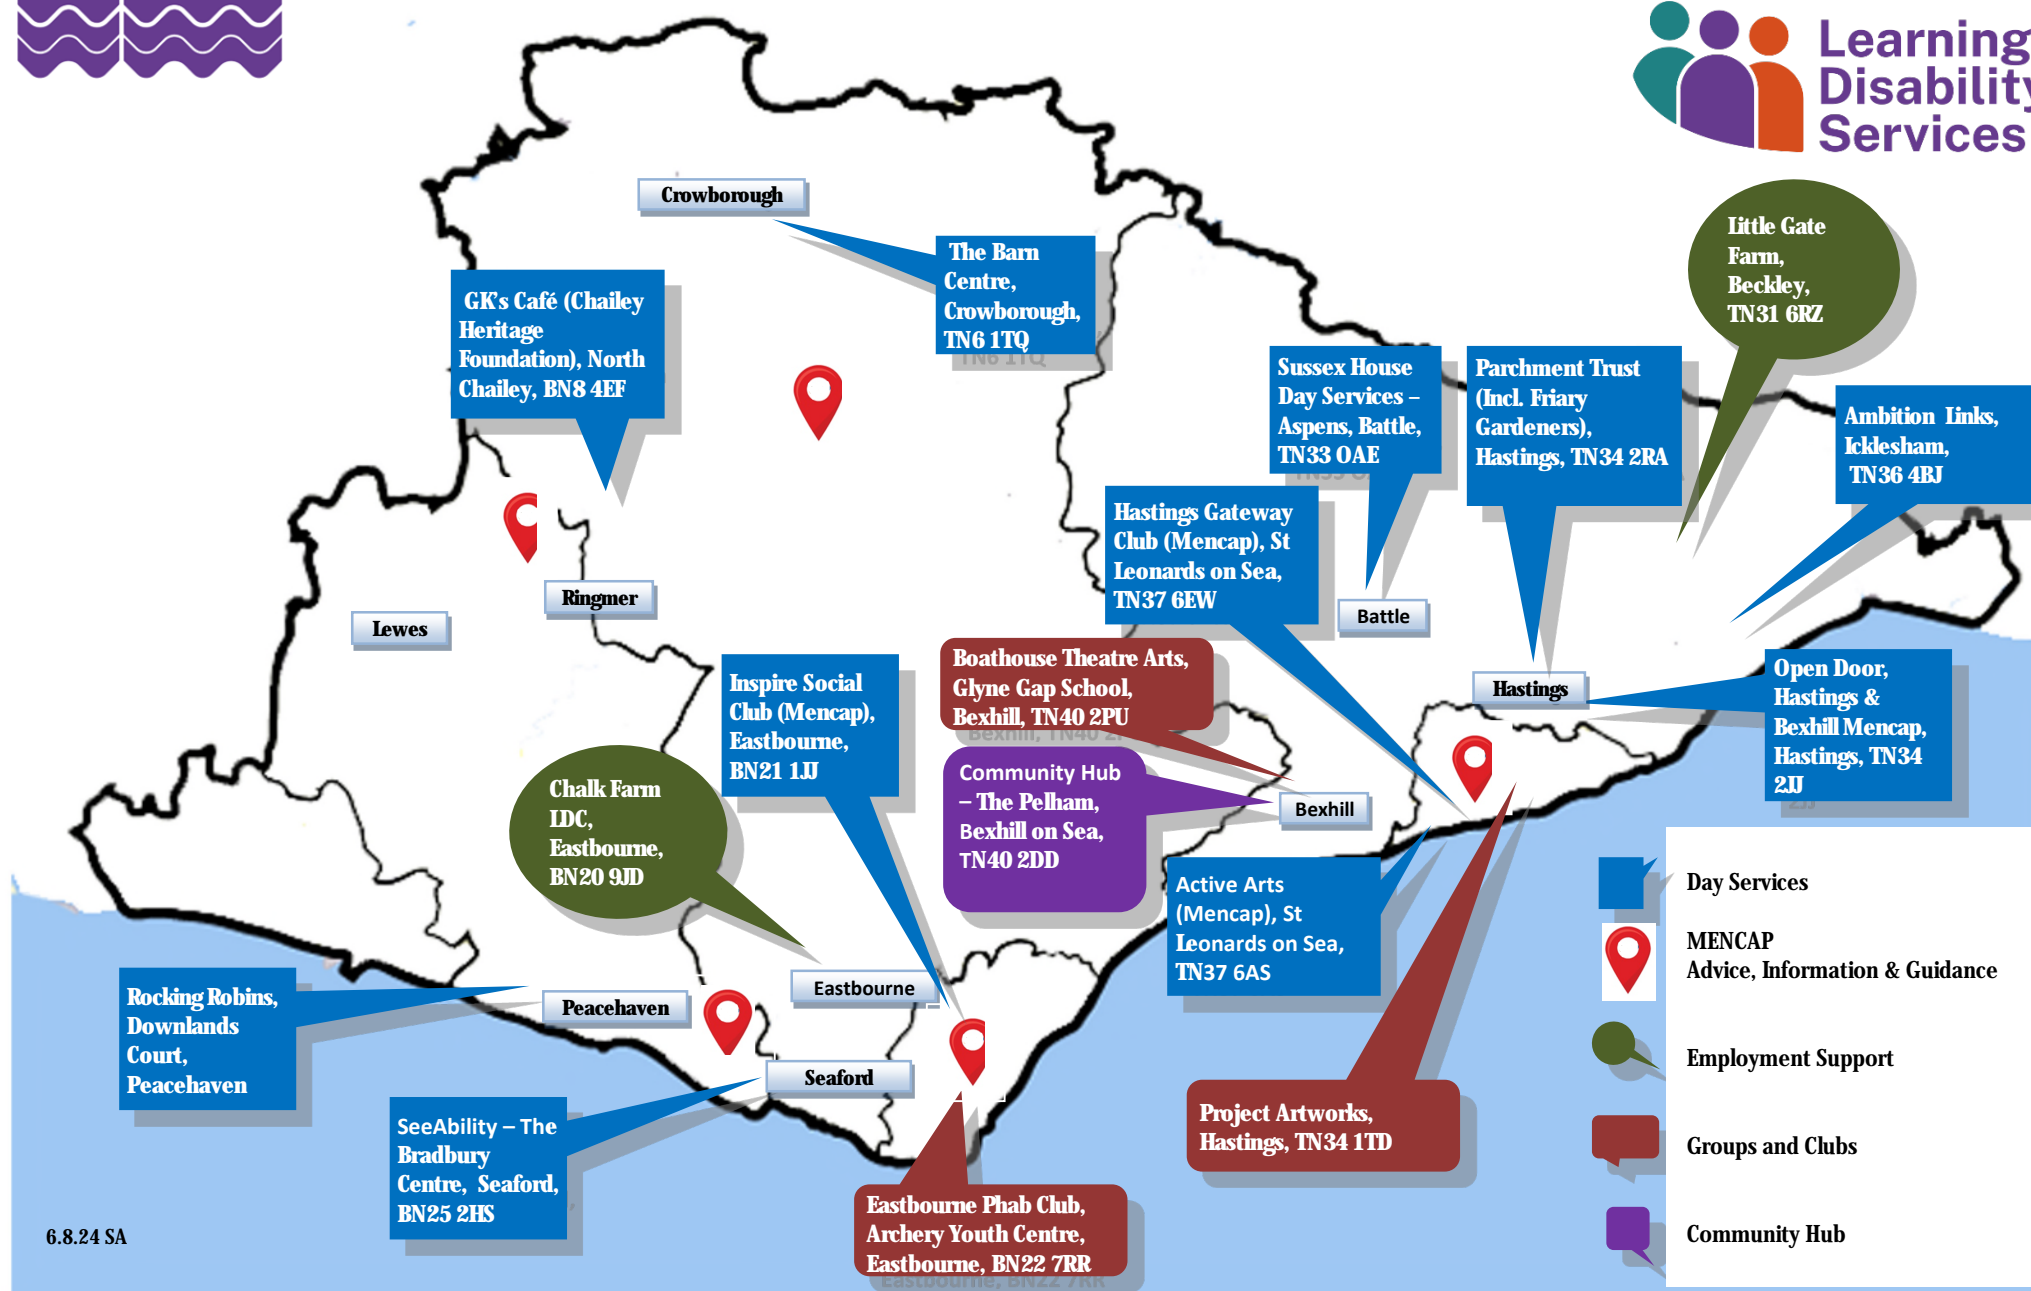 Learning
Disability
Services
Crowborough
The Barn
Centre,
Crowborough,
TN6 1TQ
GK's Café (Chailey
Heritage
Foundation), North
Chailey, BN8 4EF
Little Gate
Farm,
Beckley,
TN31 6RZ
Sussex House
Day Services –
Aspens, Battle,
TN33 OAE
Parchment Trust
(Incl. Friary
Gardeners),
Hastings, TN34 2RA
Ambition Links,
Icklesham,
TN36 4BJ
Hastings Gateway
Club (Mencap), St
Leonards on Sea,
TN37 6EW
Ringmer
Lewes
Battle
Inspire Social
Club (Mencap),
Eastbourne,
BN21 1JJ
Boathouse Theatre Arts,
Glyne Gap School,
Bexhill, TN40 2PU
Hastings
Open Door,
Hastings &
Bexhill Mencap,
Hastings, TN34
2JJ
Chalk Farm
LDC,
Eastbourne,
BN20 9JD
Community Hub
– The Pelham,
Bexhill on Sea,
TN40 2DD
Bexhill
Active Arts
(Mencap), St
Leonards on Sea,
TN37 6AS
Eastbourne
Peacehaven
Rocking Robins,
Downlands
Court,
Peacehaven
Seaford
SeeAbility – The
Bradbury
Centre, Seaford,
BN25 2HS
Project Artworks,
Hastings, TN34 1TD
Eastbourne Phab Club,
Archery Youth Centre,
Eastbourne, BN22 7RR
Day Services
MENCAP
Advice, Information & Guidance
Employment Support
Groups and Clubs
Community Hub
6.8.24 SA